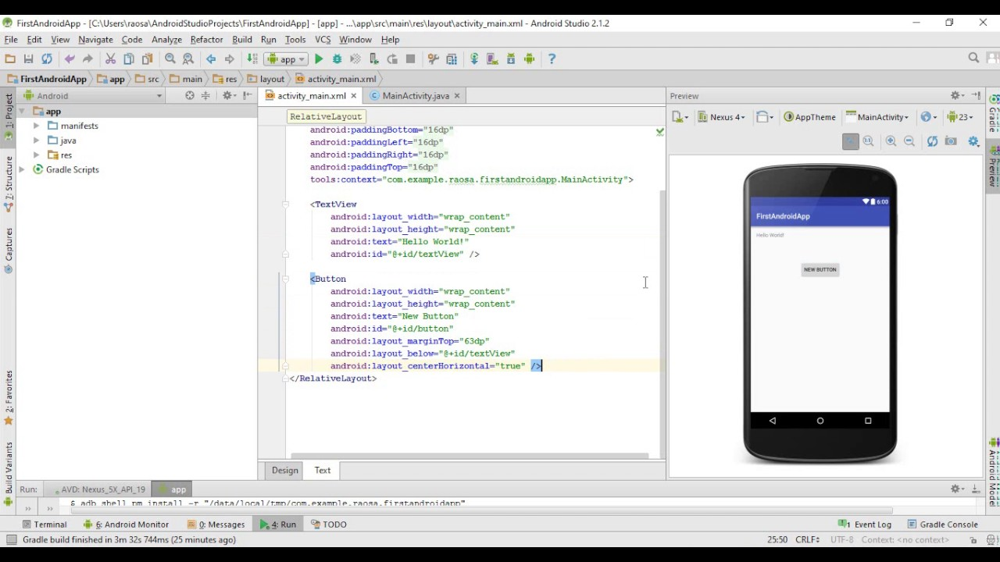 FirstAndroidApp - [C:\Users\raosa\AndroidStudioProjects\FirstAndroidApp] - [app] - ...\app\src\main\res\layout\activity_main.xml - Android Studio 2.1.2
File Edit View Navigate Code Analyze Refactor Build Run Tools VCS Window Help
app
FirstAndroidApp app src main res layout activity_main.xml
1: Project
Z: Structure
Captures
2: Favorites
Build Variants
Android
app
manifests
java
res
Gradle Scripts
activity_main.xml MainActivity.java
RelativeLayout
android:paddingBottom="16dp"
android:paddingLeft="16dp"
android:paddingRight="16dp"
android:paddingTop="16dp"
tools:context="com.example.raosa.firstandroidapp.MainActivity">
<TextView
android:layout_width="wrap_content"
android:layout_height="wrap_content"
android:text="Hello World!"
android:id="@+id/textView" />
<Button
android:layout_width="wrap_content"
android:layout_height="wrap_content"
android:text="New Button"
android:id="@+id/button"
android:layout_marginTop="63dp"
android:layout_below="@+id/textView"
android:layout_centerHorizontal="true" />
</RelativeLayout>
Design Text
Preview
Nexus 4 AppTheme MainActivity 23
6:00
FirstAndroidApp
Hello World!
NEW BUTTON
Gradle
Preview
Android Model
Run: AVD: Nexus_5X_API_19 app
$ adb shell pm install -r "/data/local/tmp/com.example.raosa.firstandroidapp"
Terminal 6: Android Monitor 0: Messages 4: Run TODO 1 Event Log Gradle Console
Gradle build finished in 3m 32s 744ms (25 minutes ago) 25:50 CRLF UTF-8 Context: <no context>